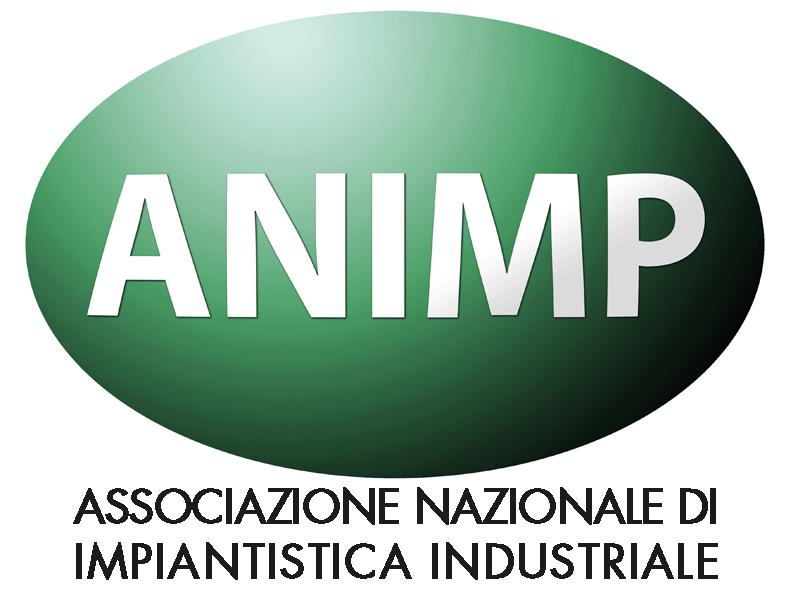 ANIMP
ASSOCIAZIONE NAZIONALE DI
IMPIANTISTICA INDUSTRIALE